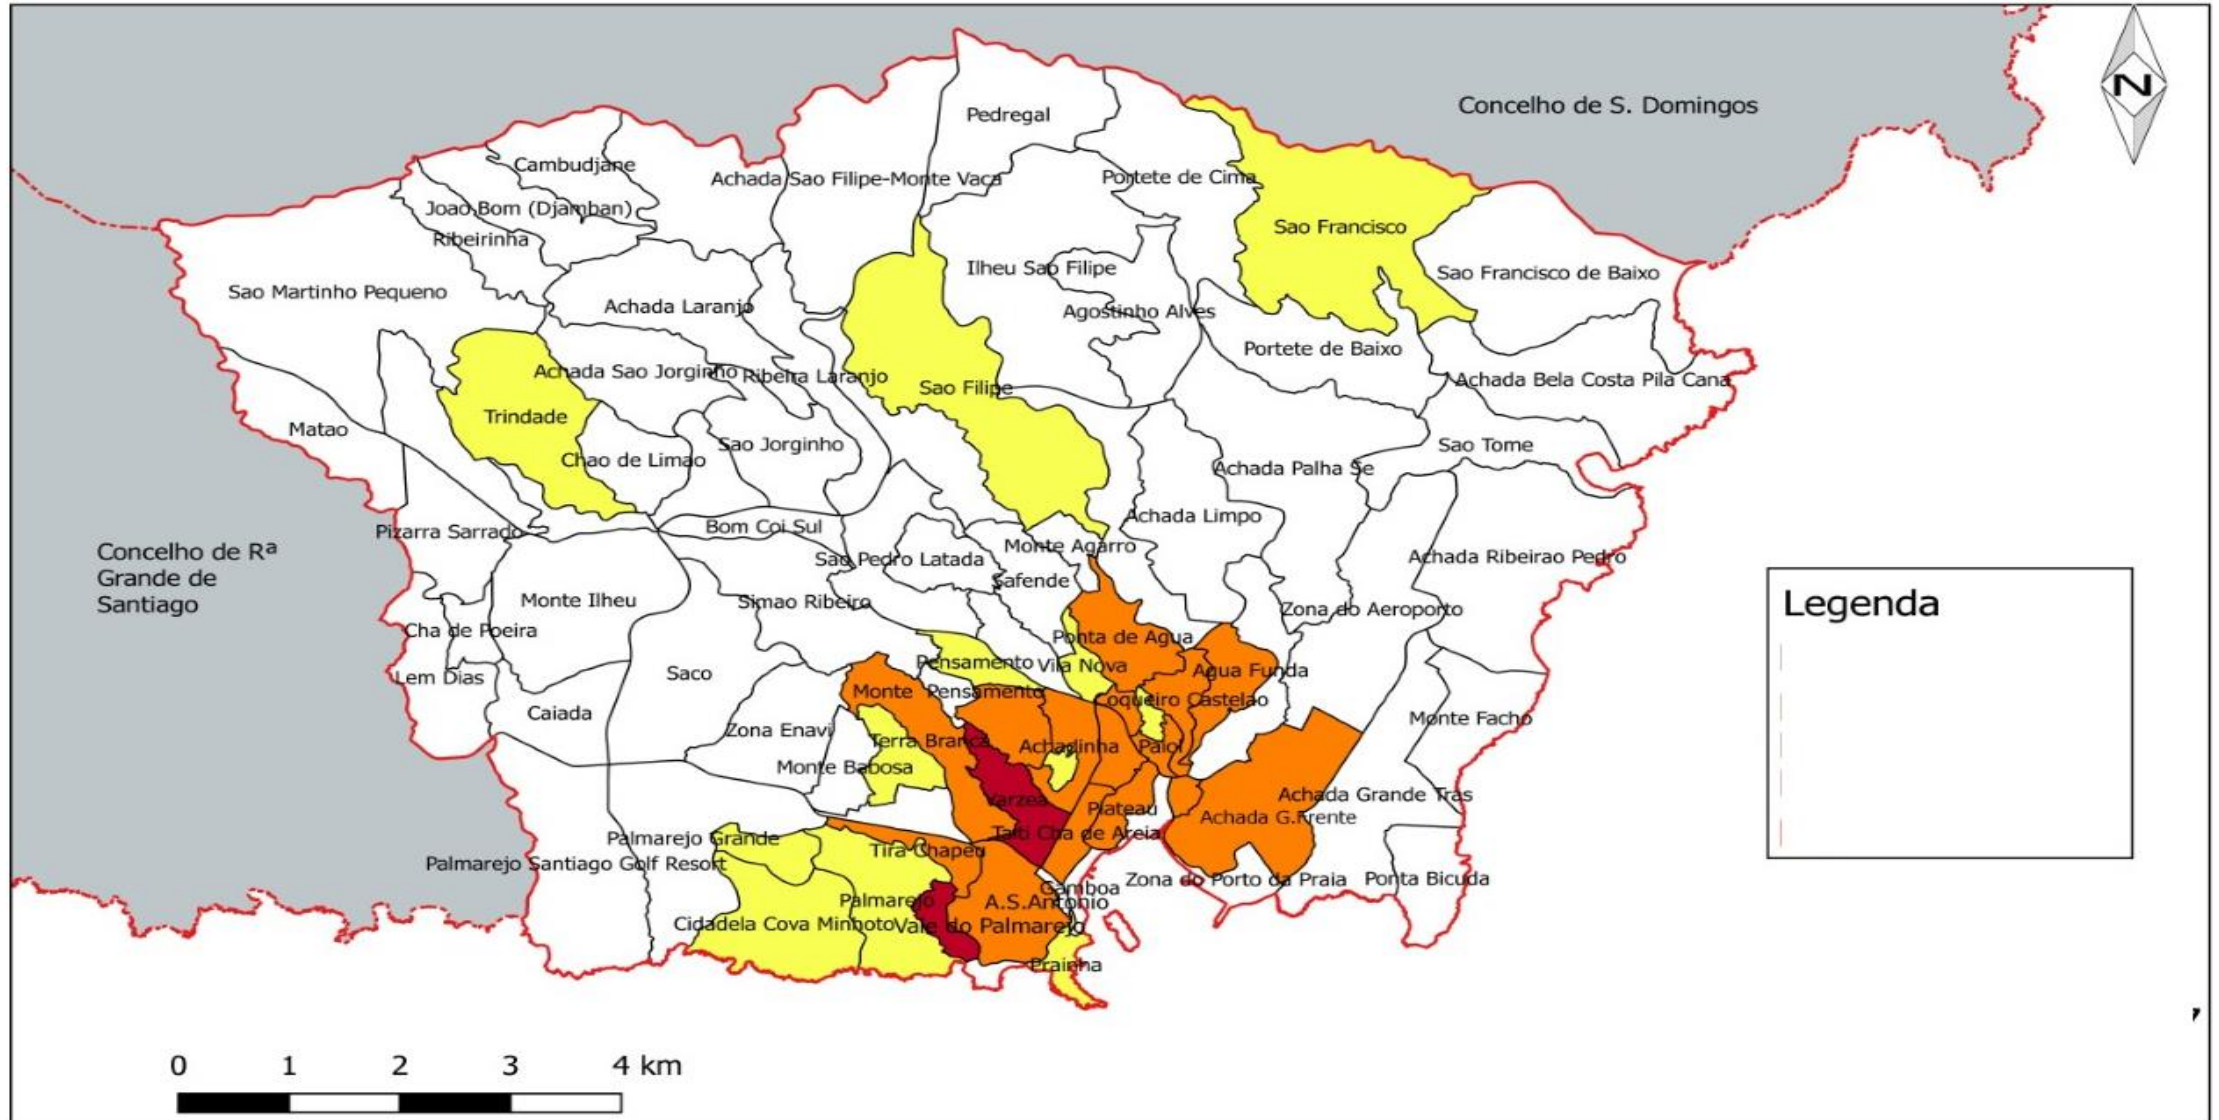 N
Concelho de S. Domingos
Pedregal
Cambudjane
Achada Sao Filipe-Monte Vaca
Portete de Cima
Joao Bom (Djamban)
Sao Francisco
Ribeirinha
Ilheu Sao Filipe
Sao Francisco de Baixo
Sao Martinho Pequeno
Achada Laranjo
Agostinho Alves
Portete de Baixo
Achada Sao Jorginho
Ribeira Laranjo
Sao Filipe
Achada Bela Costa Pila Cana
Trindade
Matao
Sao Jorginho
Sao Tome
Chao de Limao
Achada Palha Se
Achada Limpo
Bom Coi Sul
Pizarra Sarrado
Monte Agarro
Concelho de Rª
Grande de
Santiago
Sao Pedro Latada
Achada Ribeirao Pedro
Safende
Monte Ilheu
Simao Ribeiro
Zona do Aeroporto
Legenda
Cha de Poeira
Ponta de Agua
Pensamento
Vila Nova
Agua Funda
Saco
Lem Dias
Monte Pensamento
Coqueiro Castelao
Caiada
Monte Facho
Zona Enavi
Terra Branca
Achadinha
Paiol
Monte Babosa
Varzea
Achada Grande Tras
Plateau
Achada G.Frente
Taiti Cha de Areia
Palmarejo Grande
Tira Chapeu
Palmarejo Santiago Golf Resort
Zona do Porto da Praia
Ponta Bicuda
Gamboa
Palmarejo
A.S.Antonio
Cidadela Cova Minhoto
Vale do Palmarejo
Prainha
0 1 2 3 4 km